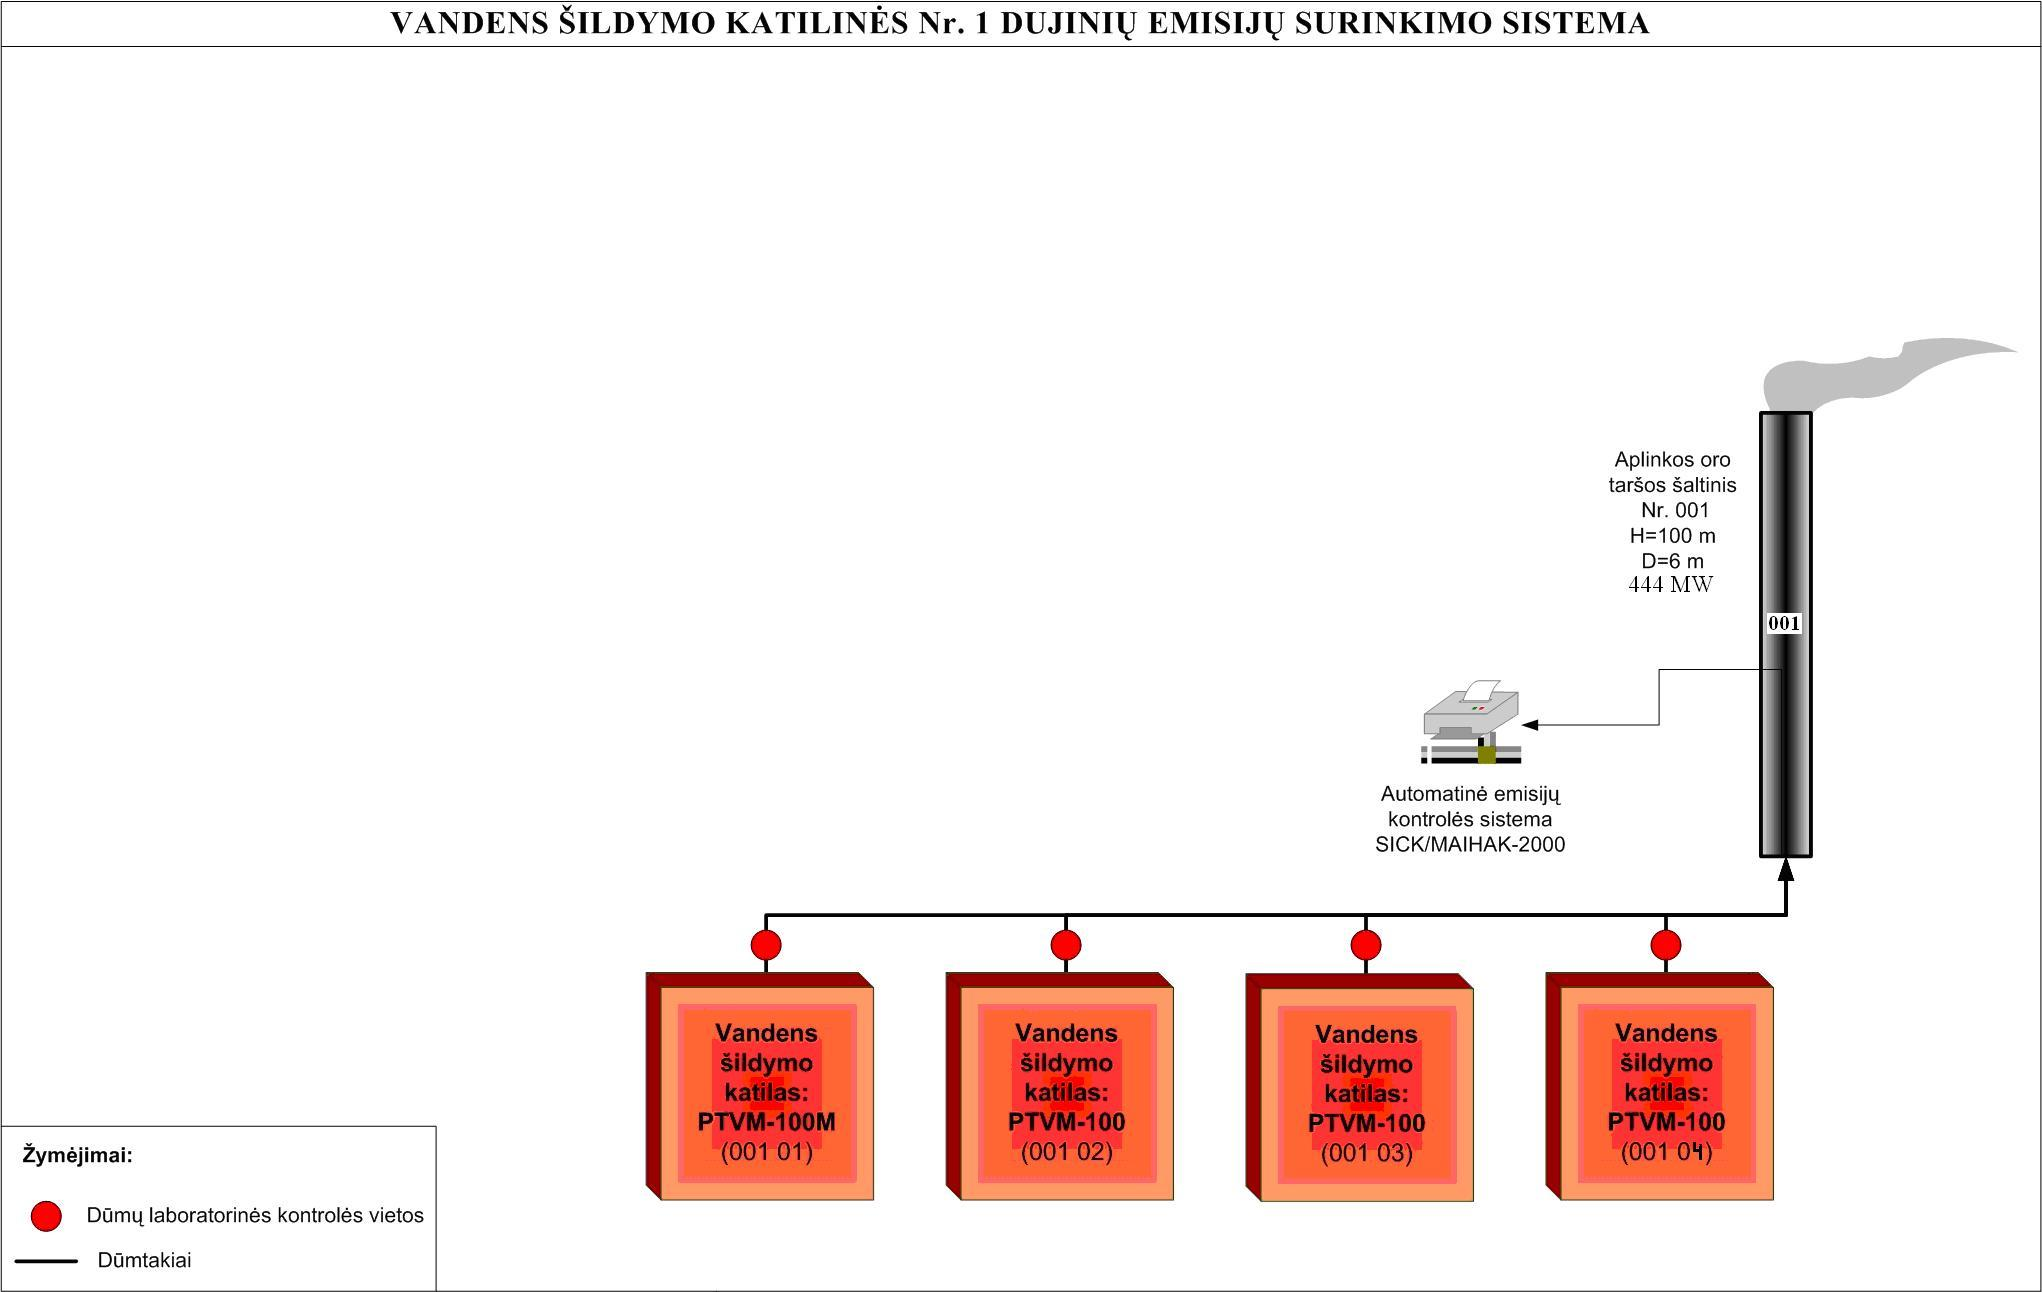 VANDENS ŠILDYMO KATILINĖS Nr. 1 DUJINIŲ EMISIJŲ SURINKIMO SISTEMA
Aplinkos oro
taršos šaltinis
Nr. 001
H=100 m
D=6 m
444 MW
001
Automatinė emisijų
kontrolės sistema
SICK/MAIHAK-2000
Vandens
šildymo
katilas:
PTVM-100M
(001 01)
Vandens
šildymo
katilas:
PTVM-100
(001 02)
Vandens
šildymo
katilas:
PTVM-100
(001 03)
Vandens
šildymo
katilas:
PTVM-100
(001 04)
Žymėjimai:
Dūmų laboratorinės kontrolės vietos
Dūmtakiai